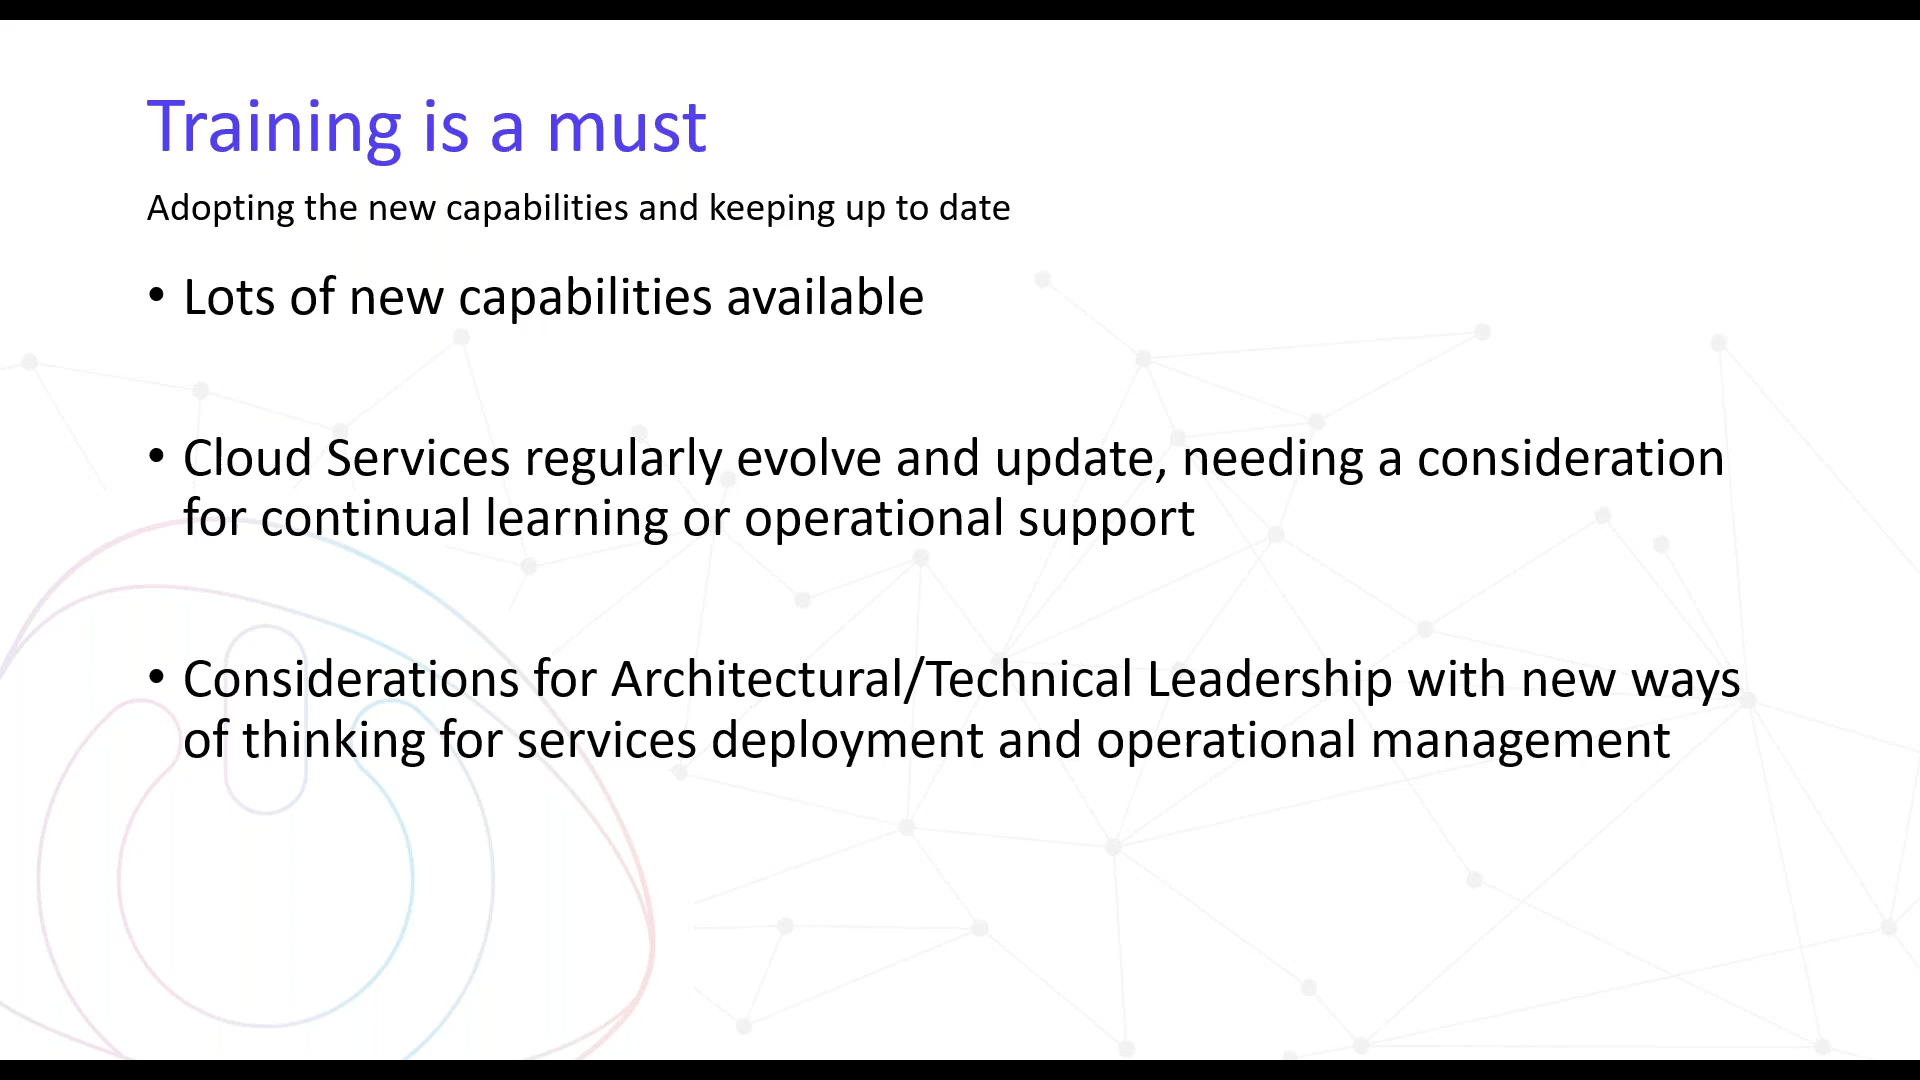 Training is a must
Adopting the new capabilities and keeping up to date
• Lots of new capabilities available
• Cloud Services regularly evolve and update, needing a consideration
for continual learning or operational support
• Considerations for Architectural/Technical Leadership with new ways
of thinking for services deployment and operational management